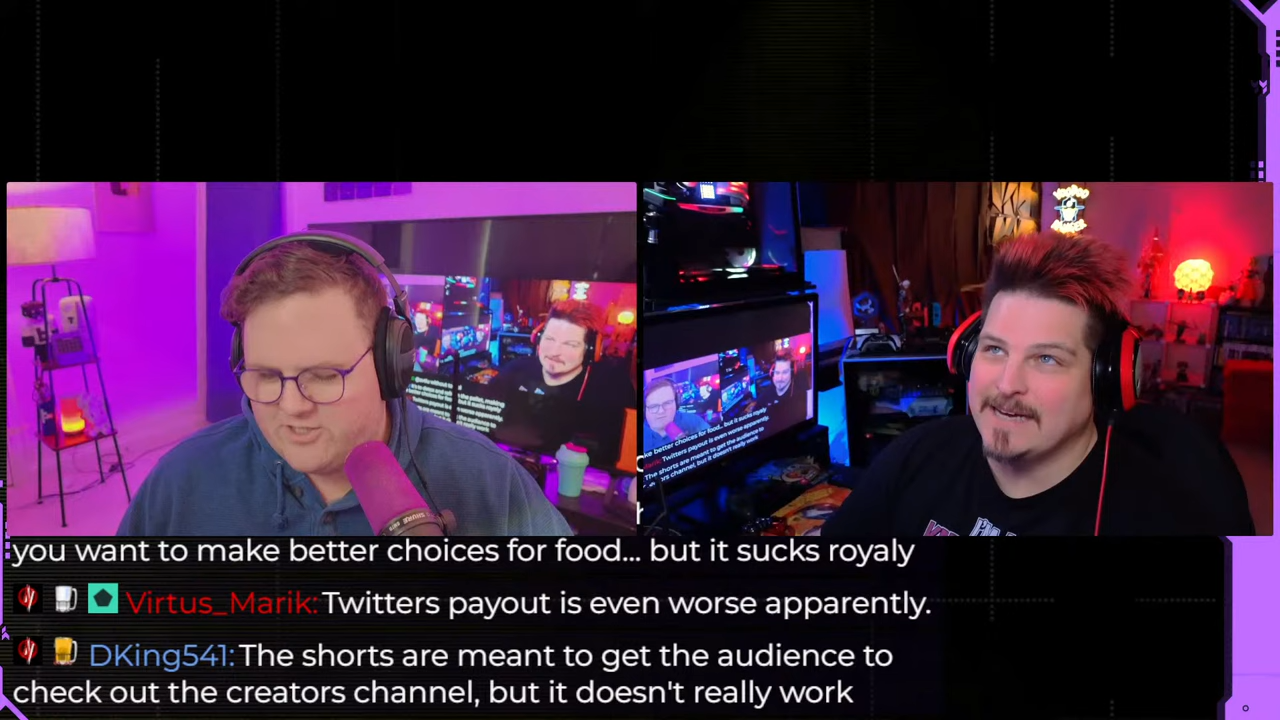 you want to make better choices for food... but it sucks royaly
Virtus_Marik: Twitters payout is even worse apparently.
DKing541: The shorts are meant to get the audience to
check out the creators channel, but it doesn't really work